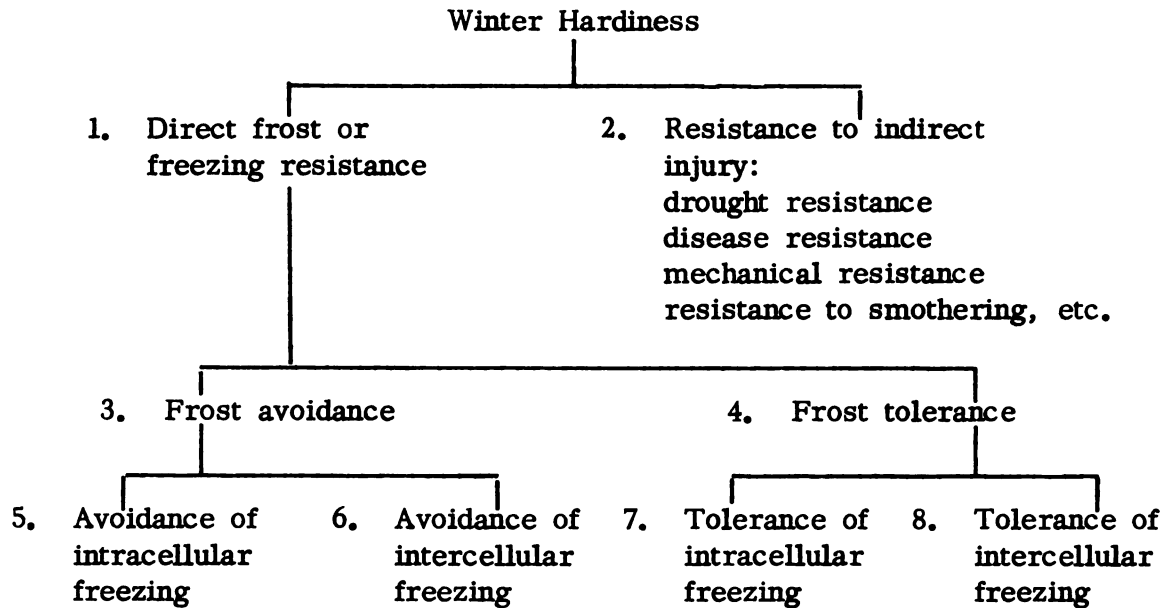 Winter Hardiness
1. Direct frost or
freezing resistance
2. Resistance to indirect
injury:
drought resistance
disease resistance
mechanical resistance
resistance to smothering, etc.
3. Frost avoidance
4. Frost tolerance
5. Avoidance of
intracellular
freezing
6. Avoidance of
intercellular
freezing
7. Tolerance of
intracellular
freezing
8. Tolerance of
intercellular
freezing